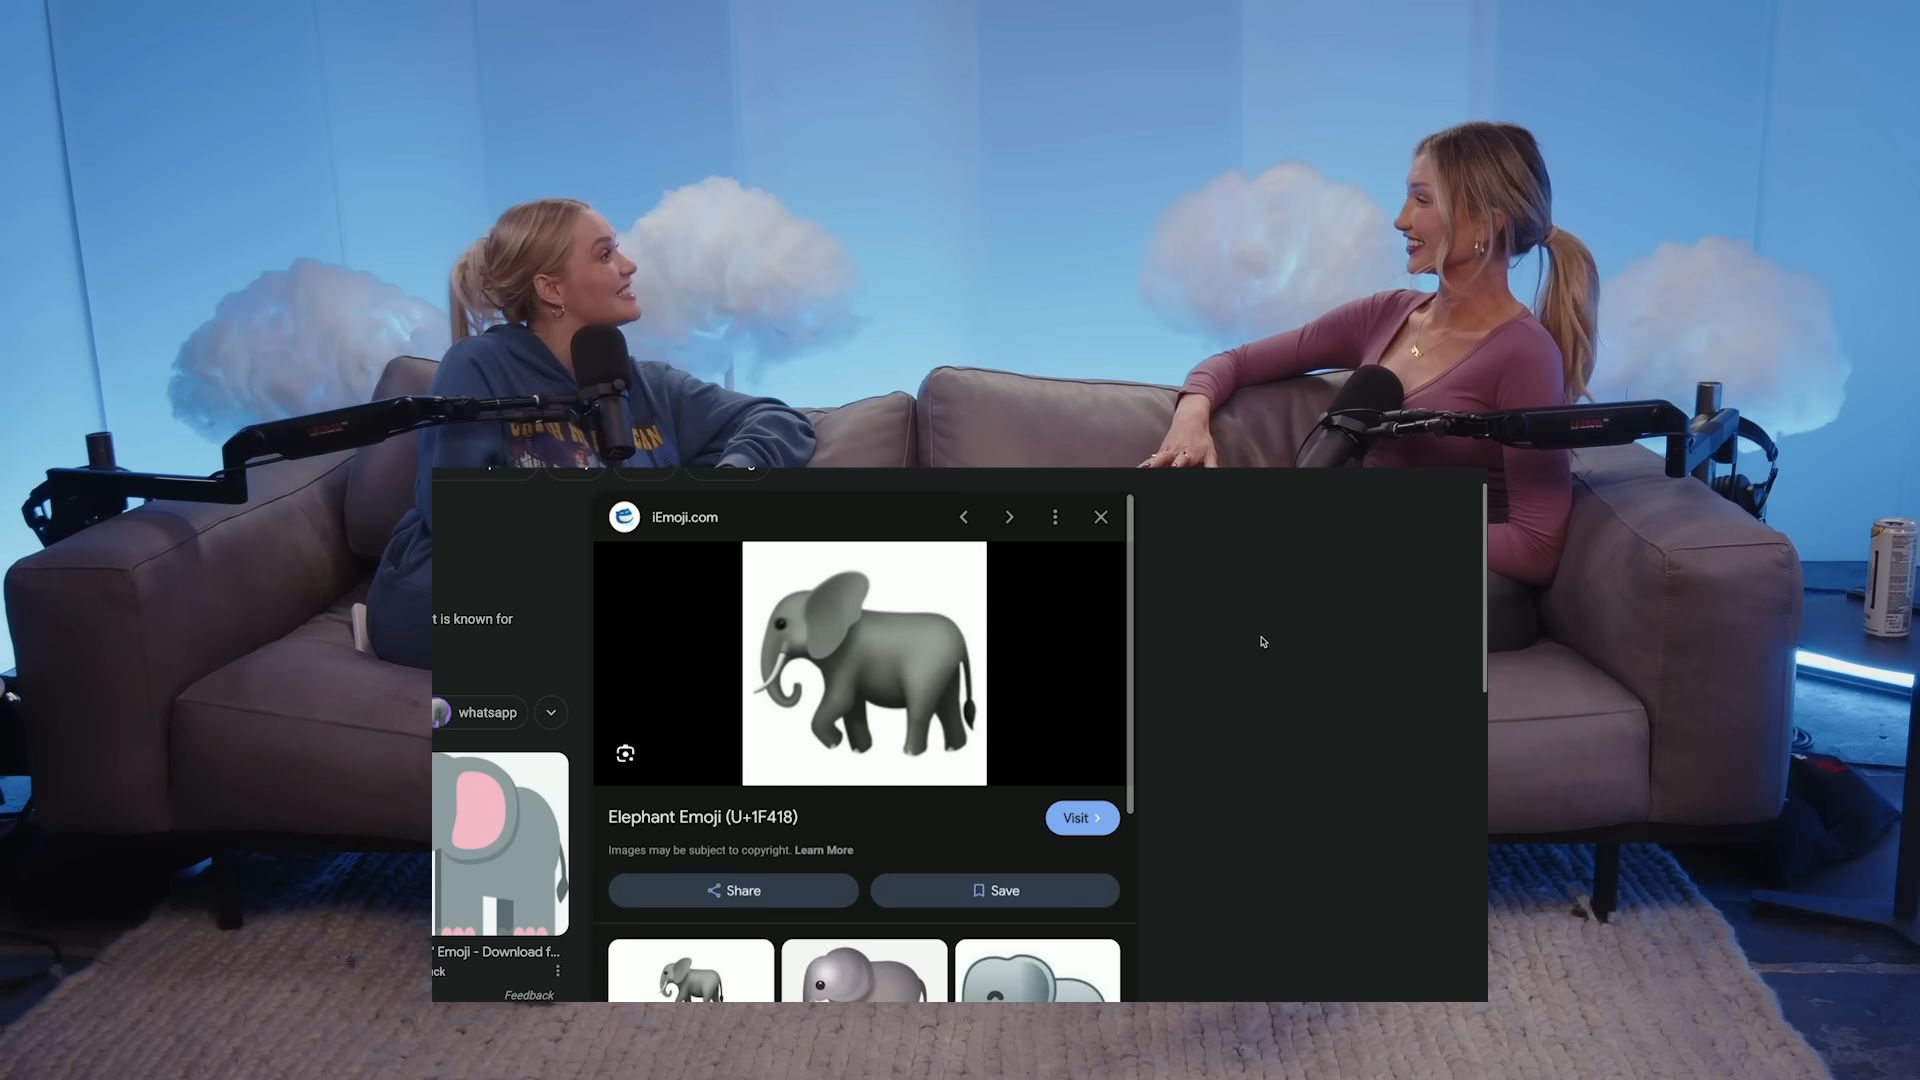 iEmoji.com
t is known for
whatsapp
Elephant Emoji (U+1F418)
Visit
Images may be subject to copyright. Learn More
Share
Save
' Emoji - Download f...
ck
Feedback